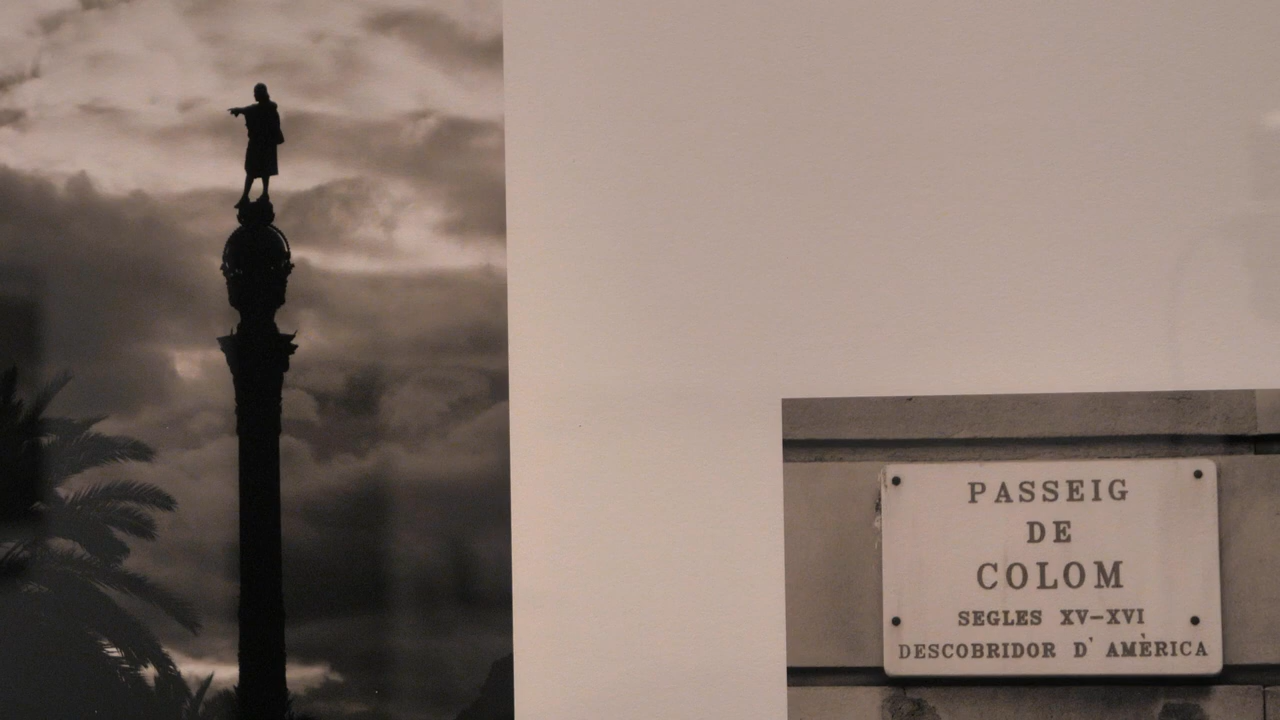 PASSEIG
DE
COLOM
SEGLES XV–XVI
DESCOBRIDOR D' AMÈRICA